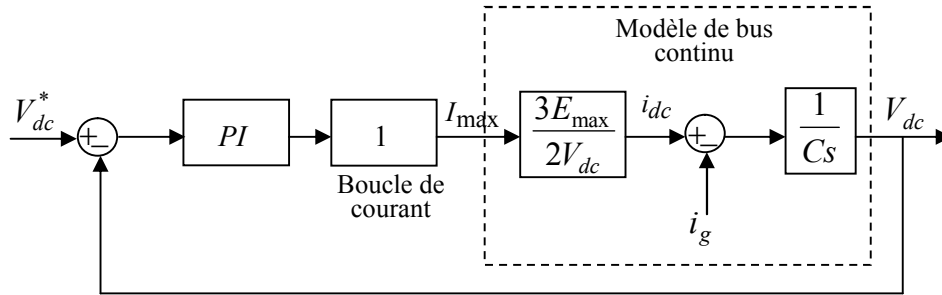 Modèle de bus
continu
V*dc
+
−
PI
1
Imax
3Emax
2Vdc
idc
+
−
1
Cs
Vdc
Boucle de
courant
ig